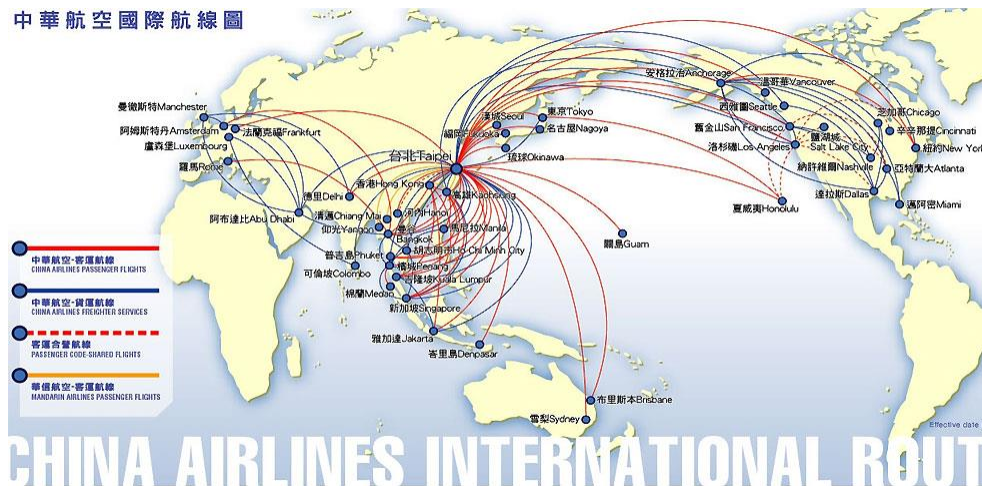 中華航空國際航線圖
曼徹斯特Manchester
阿姆斯特丹Amsterdam
法蘭克福Frankfurt
盧森堡Luxembourg
羅馬Rome
德里Delhi
阿布達比Abu Dhabi
可倫坡Colombo
台北Taipei
漢城Seoul
福岡Fukuoka
東京Tokyo
名古屋Nagoya
琉球Okinawa
香港Hong Kong
高雄Kaohsiung
河內Hanoi
清邁Chiang Mai
仰光Yangon
曼谷
Bangkok
馬尼拉Manila
胡志明市Ho Chi Minh City
普吉島Phuket
檳城Penang
吉隆坡Kuala Lumpur
棉蘭Medan
新加坡Singapore
雅加達Jakarta
峇里島Denpasar
關島Guam
布里斯本Brisbane
雪梨Sydney
安格拉治Anchorage
溫哥華Vancouver
西雅圖Seattle
舊金山San Francisco
洛杉磯Los Angeles
鹽湖城
Salt Lake City
芝加哥Chicago
辛辛那提Cincinnati
紐約New York
納許維爾Nashville
亞特蘭大Atlanta
達拉斯Dallas
邁阿密Miami
夏威夷Honolulu
中華航空-客運航線
CHINA AIRLINES PASSENGER FLIGHTS
中華航空-貨運航線
CHINA AIRLINES FREIGHTER SERVICES
客運合營航線
PASSENGER CODE-SHARED FLIGHTS
華信航空-客運航線
MANDARIN AIRLINES PASSENGER FLIGHTS
Effective date
CHINA AIRLINES INTERNATIONAL ROUT